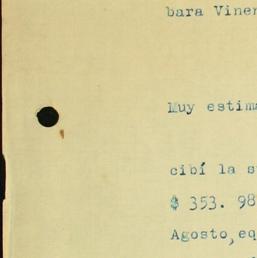 bara Viner
Muy estima
cibí la s
$ 353. 98
Agosto, eq